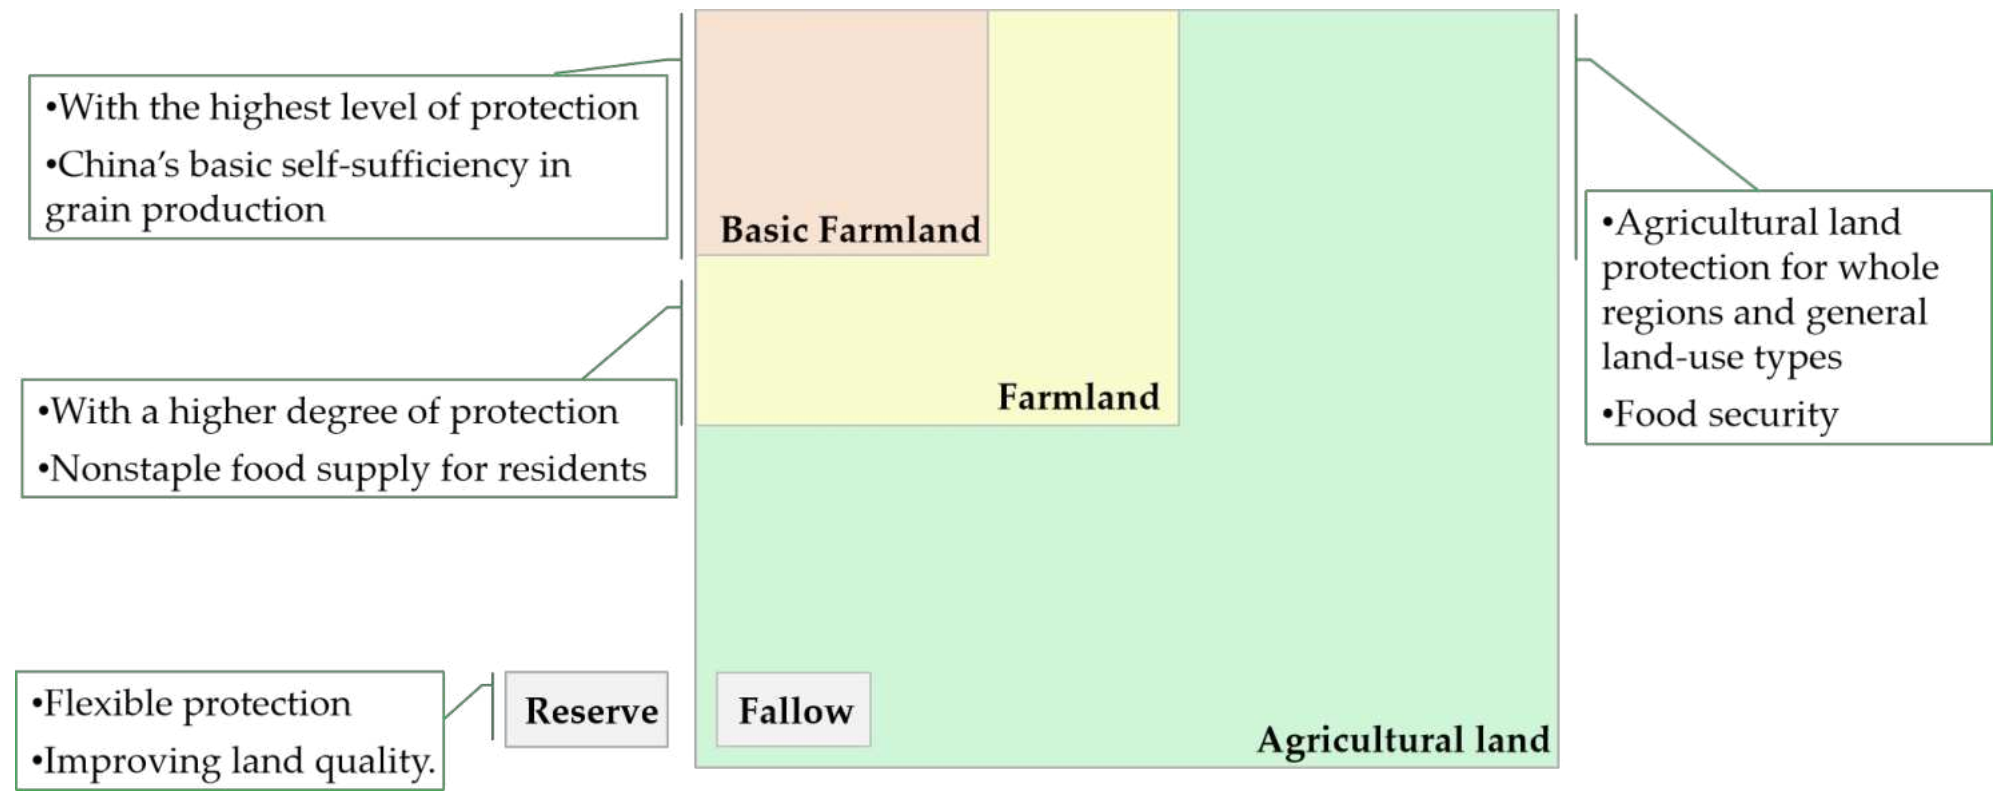 •With the highest level of protection
•China's basic self-sufficiency in
grain production
Basic Farmland
•Agricultural land
protection for whole
regions and general
land-use types
•Food security
Farmland
•With a higher degree of protection
•Nonstaple food supply for residents
•Flexible protection
•Improving land quality.
Reserve
Fallow
Agricultural land